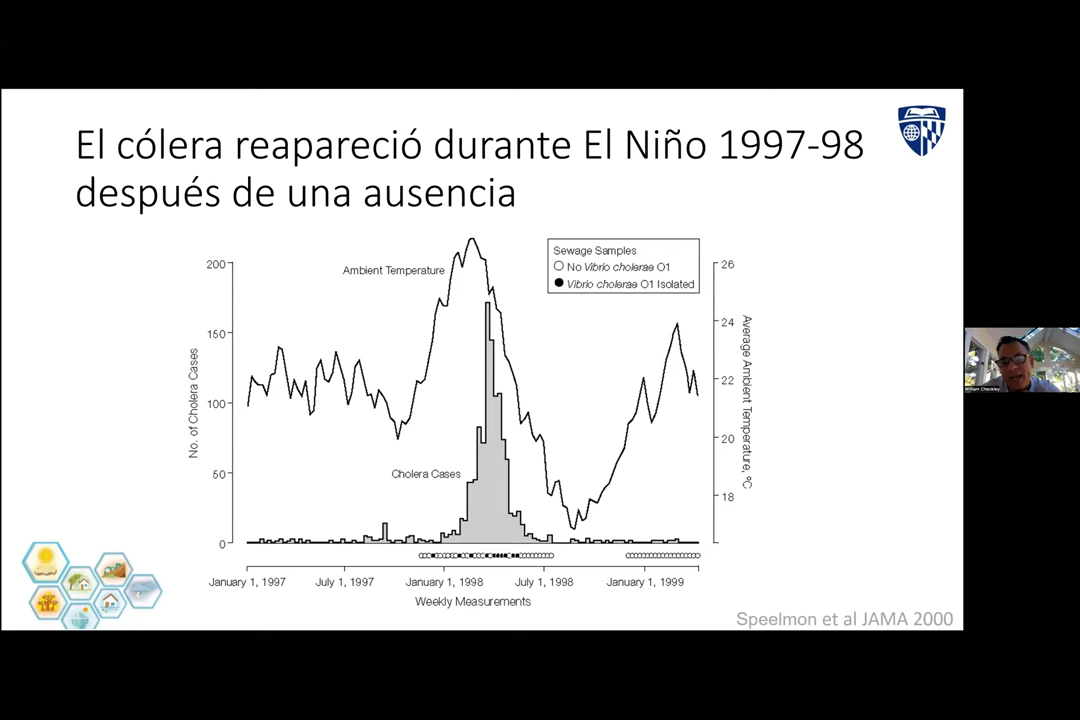 El cólera reapareció durante El Niño 1997-98
después de una ausencia
Sewage Samples
No Vibrio cholerae O1
Vibrio cholerae O1 Isolated
Ambient Temperature
Cholera Cases
No. of Cholera Cases
200
150
100
50
0
26
24
22
20
18
Average Ambient Temperature, °C
January 1, 1997
July 1, 1997
January 1, 1998
July 1, 1998
January 1, 1999
Weekly Measurements
Speelmon et al JAMA 2000
William Checkley